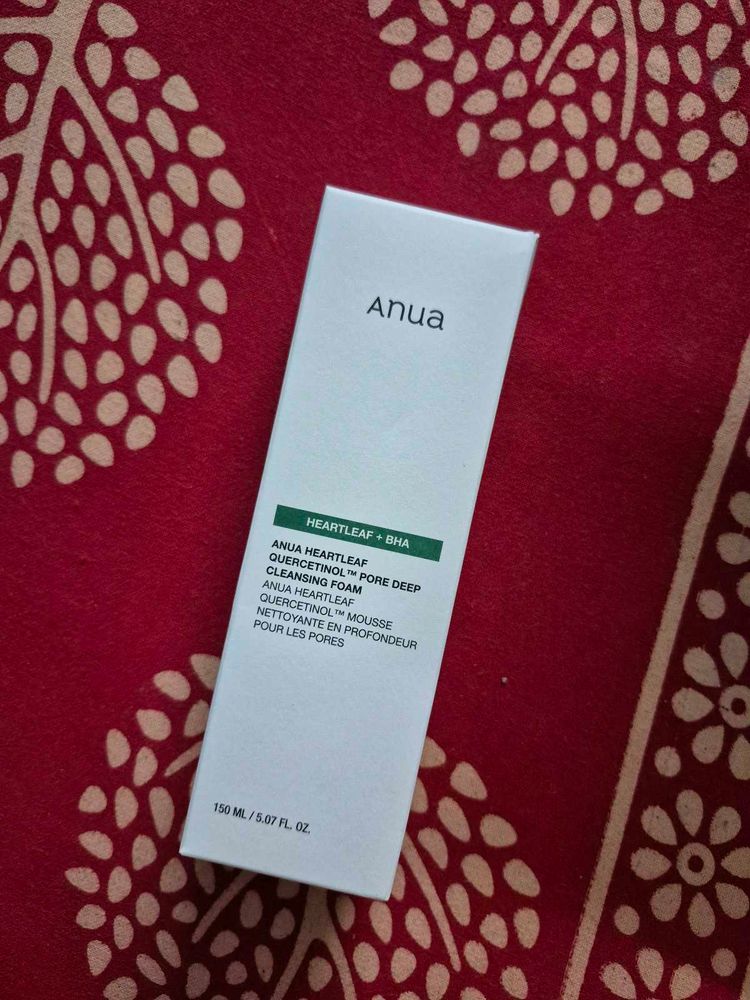 Anua
HEARTLEAF + BHA
ANUA HEARTLEAF
QUERCETINOL™ PORE DEEP
CLEANSING FOAM
ANUA HEARTLEAF
QUERCETINOL™ MOUSSE
NETTOYANTE EN PROFONDEUR
POUR LES PORES
150 ML / 5.07 FL. OZ.